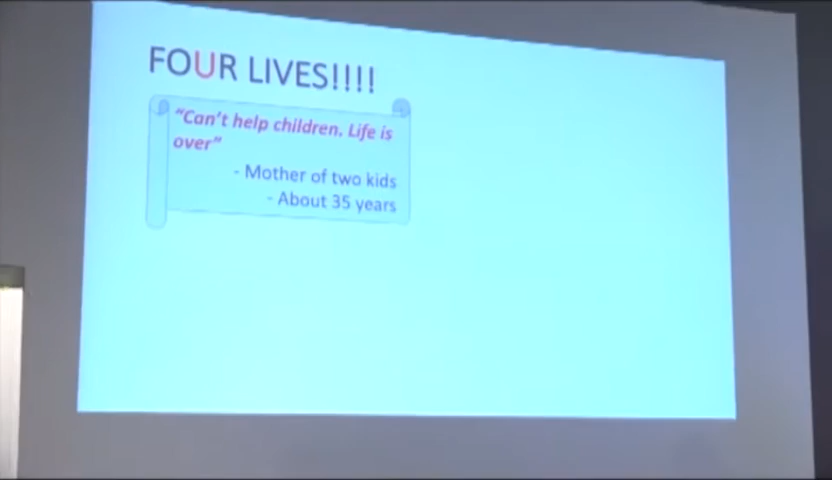 FOUR LIVES!!!!
"Can't help children. Life is
over"
- Mother of two kids
- About 35 years